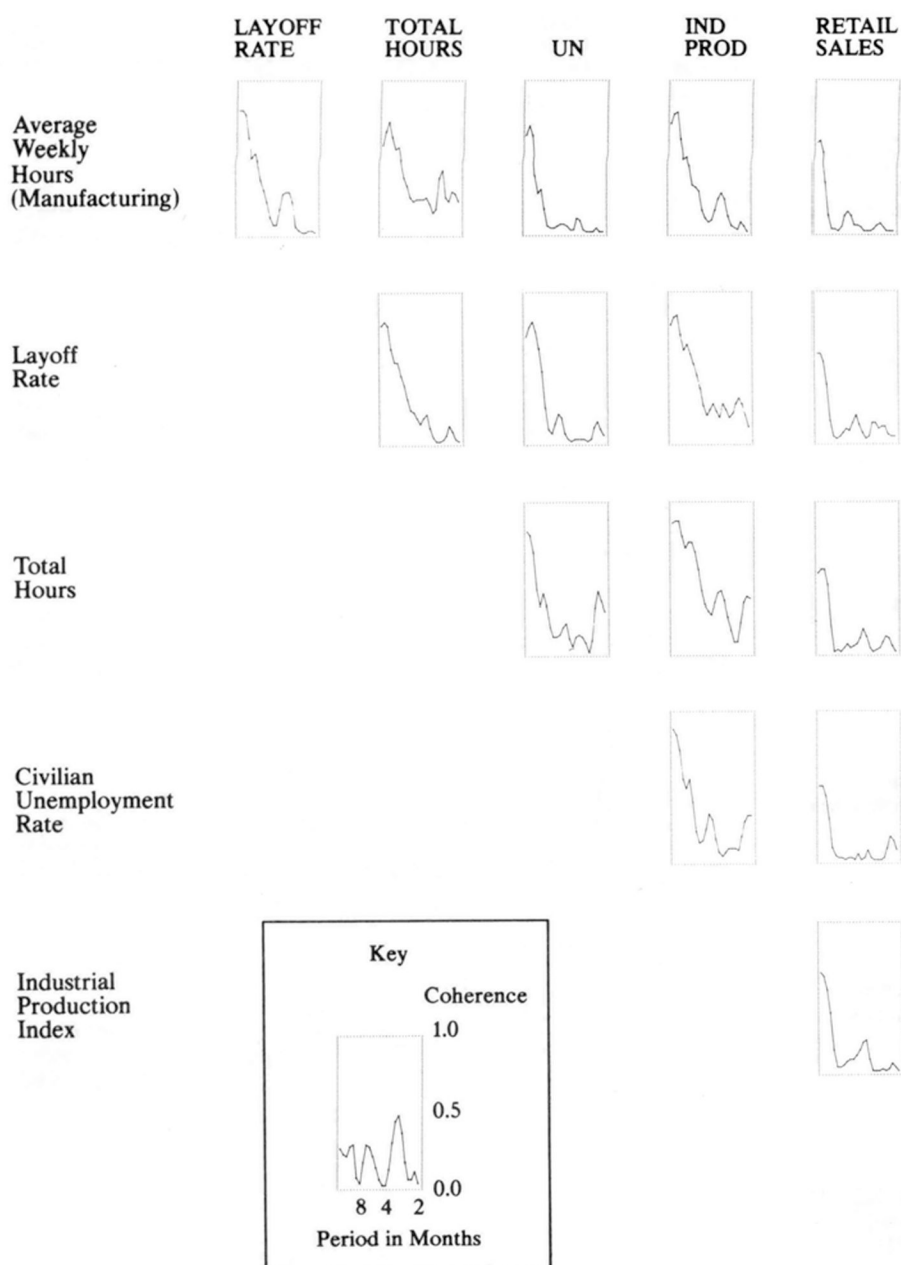 LAYOFF
RATE
TOTAL
HOURS
UN
IND
PROD
RETAIL
SALES
Average
Weekly
Hours
(Manufacturing)
Layoff
Rate
Total
Hours
Civilian
Unemployment
Rate
Industrial
Production
Index
Key
Coherence
1.0
0.5
0.0
8 4 2
Period in Months